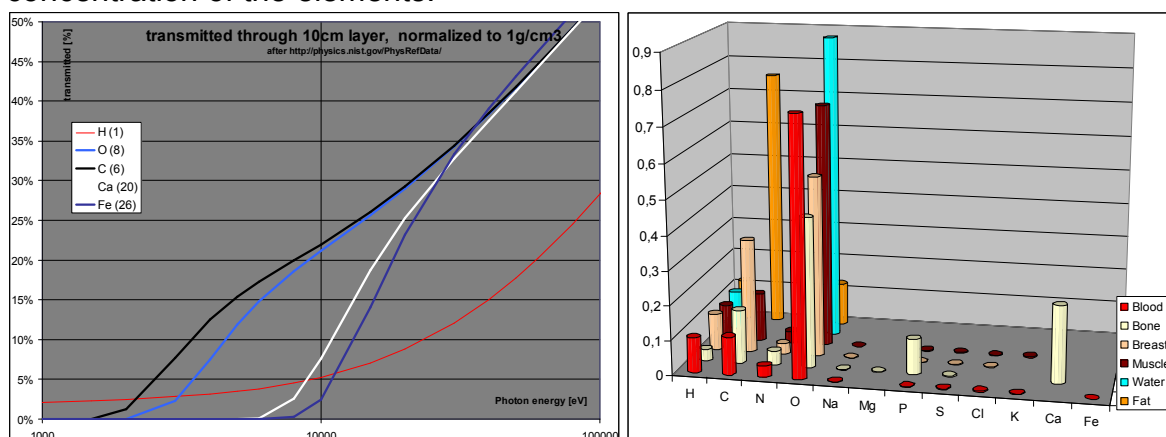 concentration of the elements.
transmitted through 10cm layer, normalized to 1g/cm3
after http://physics.nist.gov/PhysRefData/
transmitted [%]
50%
45%
40%
35%
30%
25%
20%
15%
10%
5%
0%
H (1)
O (8)
C (6)
Ca (20)
Fe (26)
Photon energy [eV]
1000 10000 100000
0,9
0,8
0,7
0,6
0,5
0,4
0,3
0,2
0,1
0
H C N O Na Mg P S Cl K Ca Fe
Blood
Bone
Breast
Muscle
Water
Fat